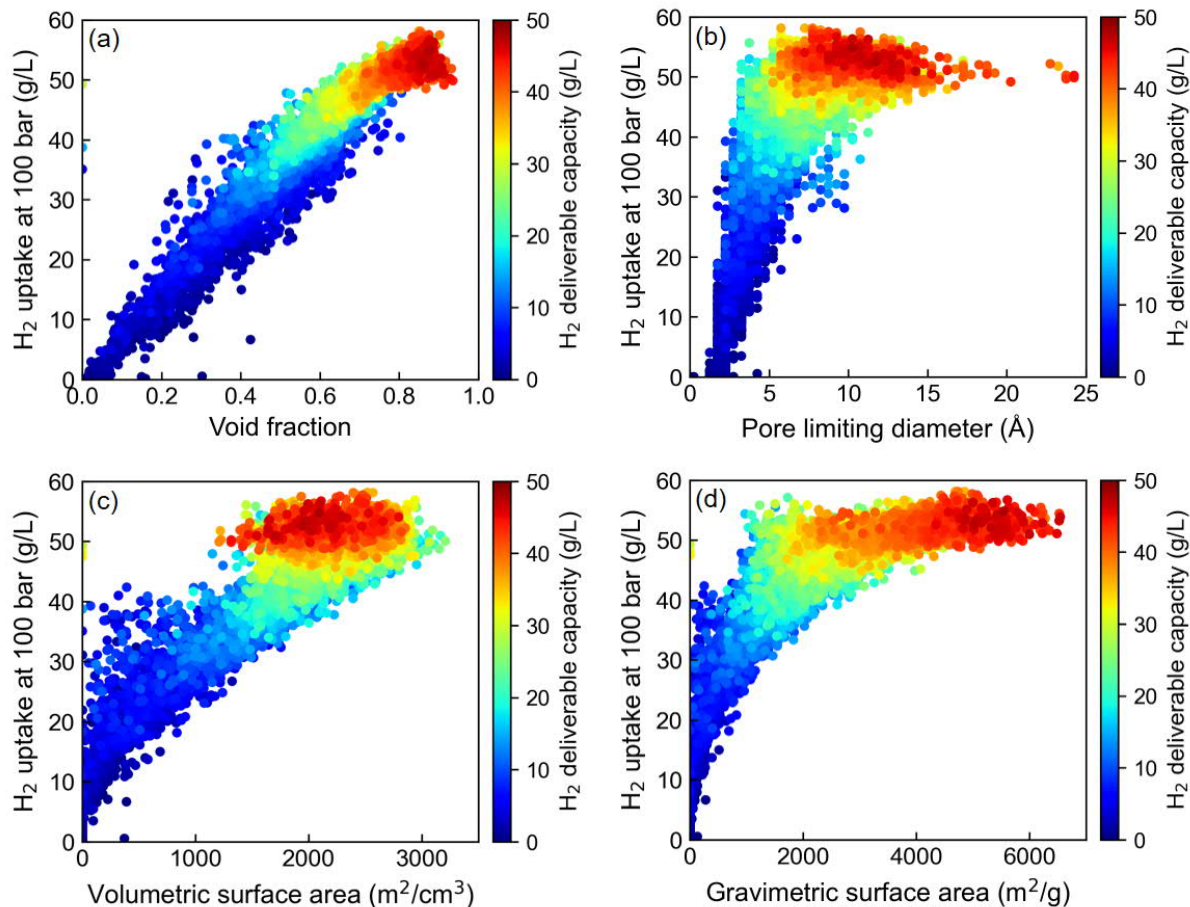 (a)
H₂ uptake at 100 bar (g/L)
60
50
40
30
20
10
0
0.0 0.2 0.4 0.6 0.8 1.0
Void fraction
50
40
30
20
10
0
H₂ deliverable capacity (g/L)
(b)
H₂ uptake at 100 bar (g/L)
60
50
40
30
20
10
0
0 5 10 15 20 25
Pore limiting diameter (Å)
50
40
30
20
10
0
H₂ deliverable capacity (g/L)
(c)
H₂ uptake at 100 bar (g/L)
60
50
40
30
20
10
0
0 1000 2000 3000
Volumetric surface area (m²/cm³)
50
40
30
20
10
0
H₂ deliverable capacity (g/L)
(d)
H₂ uptake at 100 bar (g/L)
60
50
40
30
20
10
0
0 2000 4000 6000
Gravimetric surface area (m²/g)
50
40
30
20
10
0
H₂ deliverable capacity (g/L)